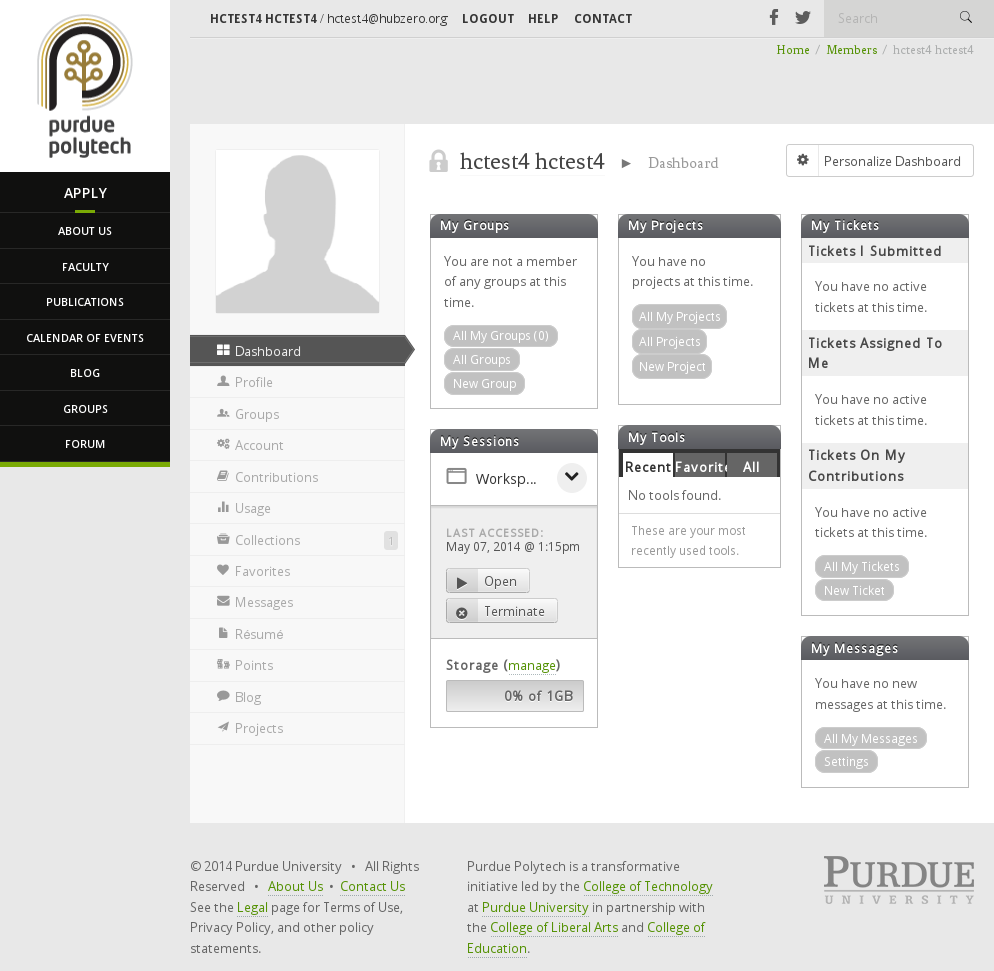 HCTEST4 HCTEST4 / hctest4@hubzero.org LOGOUT HELP CONTACT Search
Home / Members / hctest4 hctest4
purdue
polytech
APPLY
ABOUT US
FACULTY
PUBLICATIONS
CALENDAR OF EVENTS
BLOG
GROUPS
FORUM
Dashboard
Profile
Groups
Account
Contributions
Usage
Collections 1
Favorites
Messages
Résumé
Points
Blog
Projects
hctest4 hctest4 ► Dashboard
Personalize Dashboard
My Groups
You are not a member
of any groups at this
time.
All My Groups (0)
All Groups
New Group
My Sessions
Worksp...
LAST ACCESSED:
May 07, 2014 @ 1:15pm
Open
Terminate
Storage (manage)
0% of 1GB
My Projects
You have no
projects at this time.
All My Projects
All Projects
New Project
My Tools
Recent Favorite All
No tools found.
These are your most
recently used tools.
My Tickets
Tickets I Submitted
You have no active
tickets at this time.
Tickets Assigned To
Me
You have no active
tickets at this time.
Tickets On My
Contributions
You have no active
tickets at this time.
All My Tickets
New Ticket
My Messages
You have no new
messages at this time.
All My Messages
Settings
© 2014 Purdue University • All Rights
Reserved • About Us • Contact Us
See the Legal page for Terms of Use,
Privacy Policy, and other policy
statements.
Purdue Polytech is a transformative
initiative led by the College of Technology
at Purdue University in partnership with
the College of Liberal Arts and College of
Education.
PURDUE
UNIVERSITY